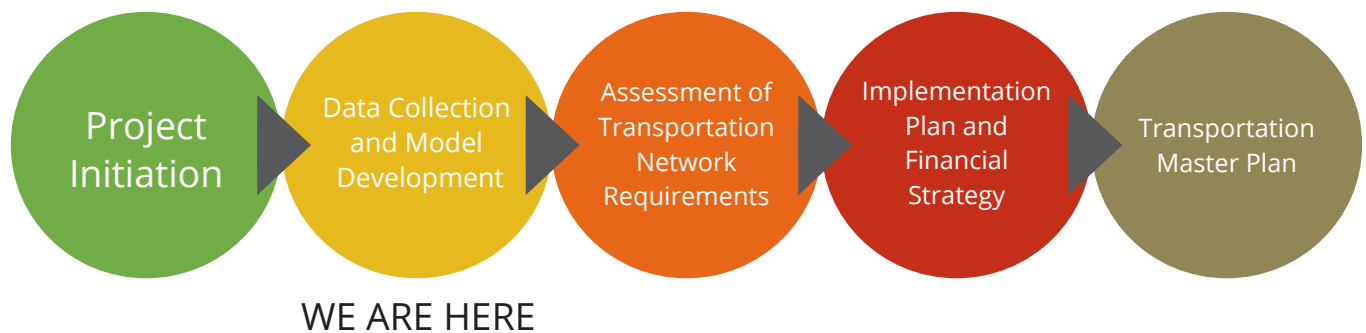 Project
Initiation
Data Collection
and Model
Development
Assessment of
Transportation
Network
Requirements
Implementation
Plan and
Financial
Strategy
Transportation
Master Plan
WE ARE HERE